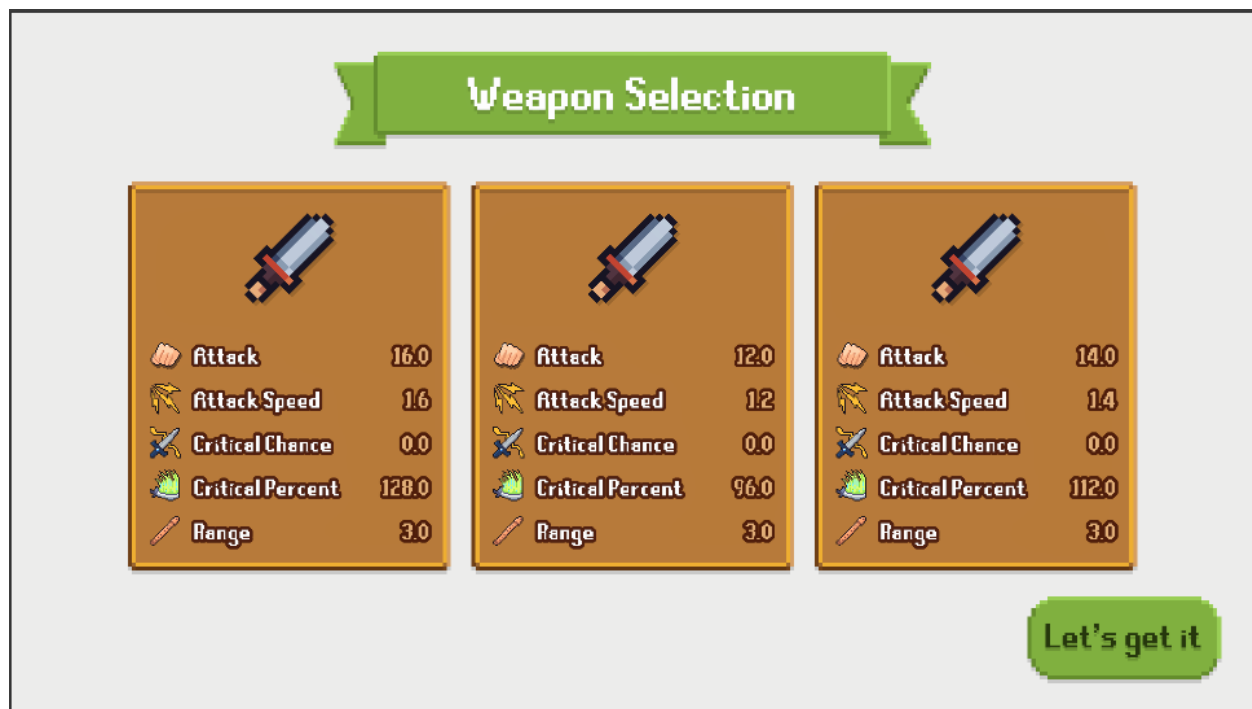 Weapon Selection
Attack 16.0
Attack Speed 1.6
Critical Chance 0.0
Critical Percent 128.0
Range 3.0
Attack 12.0
Attack Speed 1.2
Critical Chance 0.0
Critical Percent 96.0
Range 3.0
Attack 14.0
Attack Speed 1.4
Critical Chance 0.0
Critical Percent 112.0
Range 3.0
Let's get it